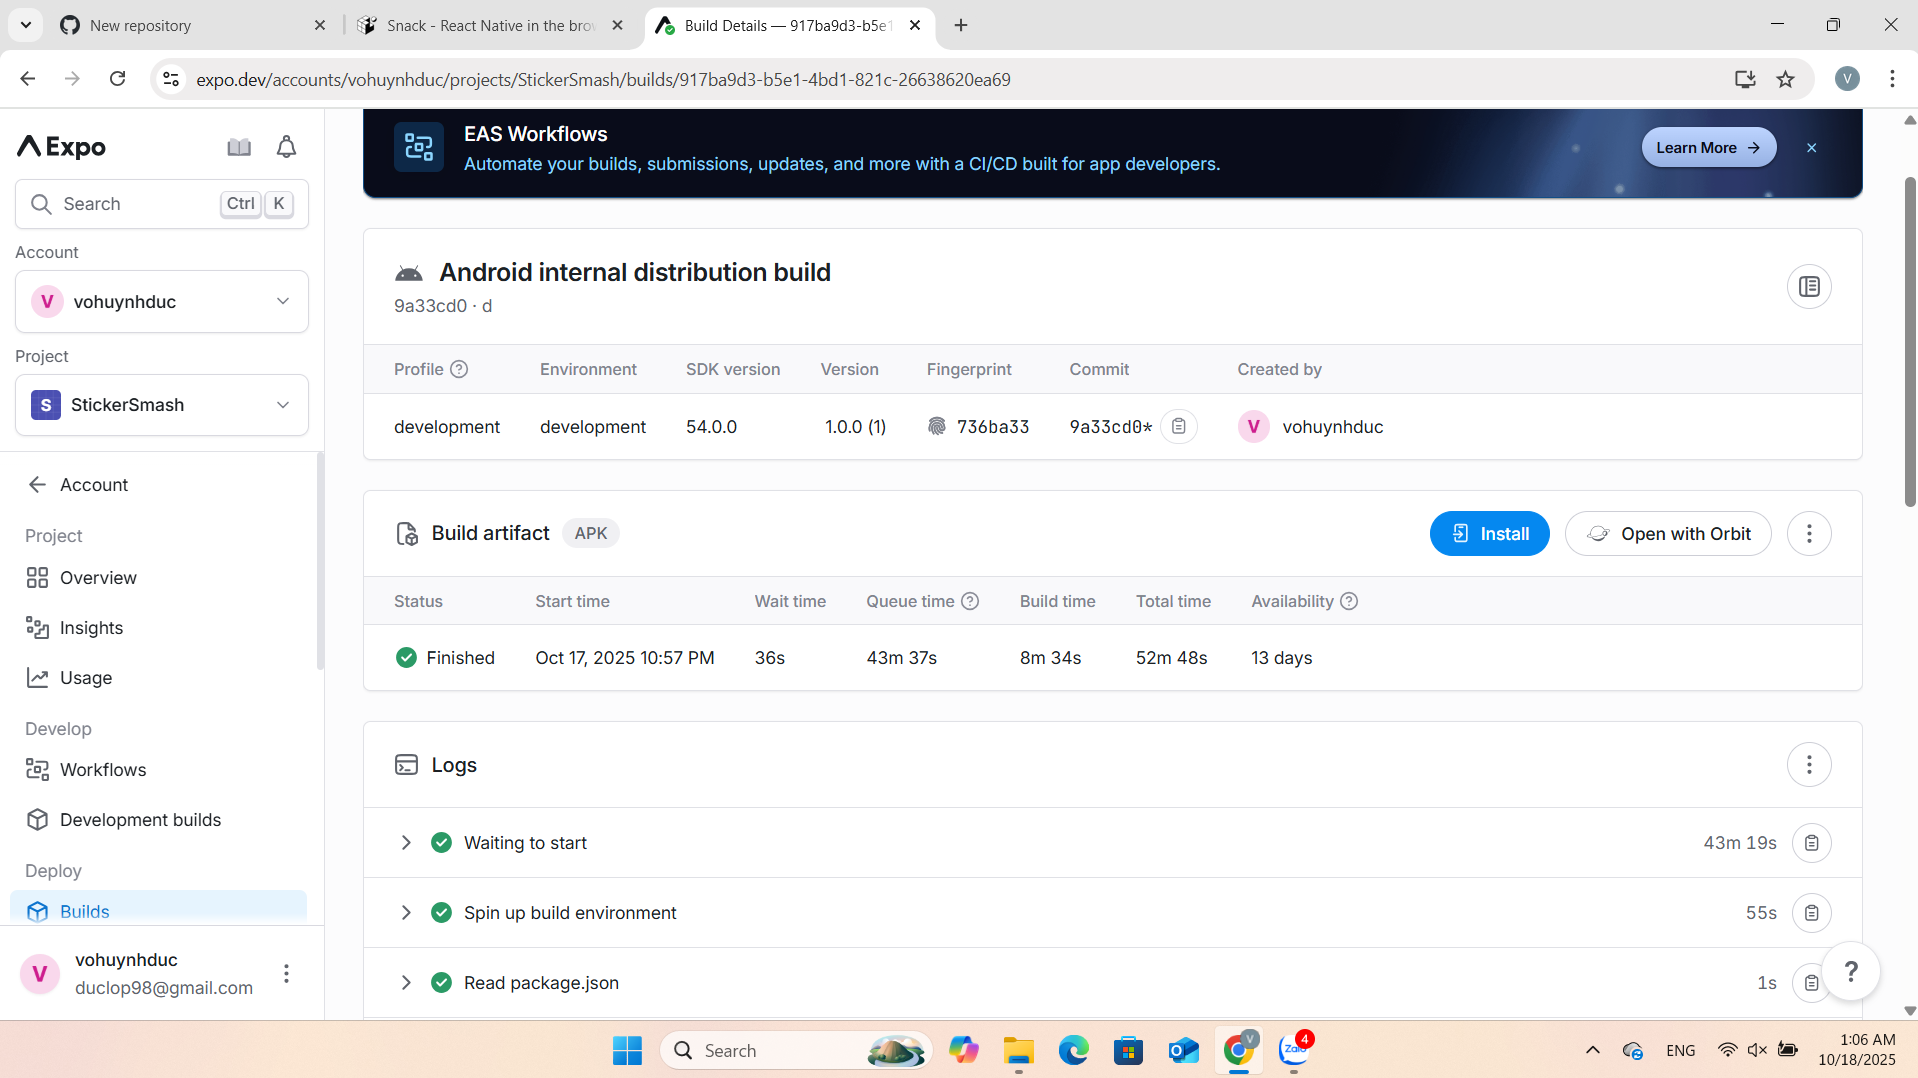 New repository
Snack - React Native in the brow
Build Details — 917ba9d3-b5e1
expo.dev/accounts/vohuynhduc/projects/StickerSmash/builds/917ba9d3-b5e1-4bd1-821c-26638620ea69
V
Expo
Search Ctrl K
Account
V vohuynhduc
Project
S StickerSmash
Account
Project
Overview
Insights
Usage
Develop
Workflows
Development builds
Deploy
Builds
V vohuynhduc
duclop98@gmail.com
EAS Workflows
Automate your builds, submissions, updates, and more with a CI/CD built for app developers.
Learn More
Android internal distribution build
9a33cd0 · d
Profile Environment SDK version Version Fingerprint Commit Created by
development development 54.0.0 1.0.0 (1) 736ba33 9a33cd0* V vohuynhduc
Build artifact APK Install Open with Orbit
Status Start time Wait time Queue time Build time Total time Availability
Finished Oct 17, 2025 10:57 PM 36s 43m 37s 8m 34s 52m 48s 13 days
Logs
Waiting to start 43m 19s
Spin up build environment 55s
Read package.json 1s
?
Search
V
Zalo 4
ENG
1:06 AM
10/18/2025